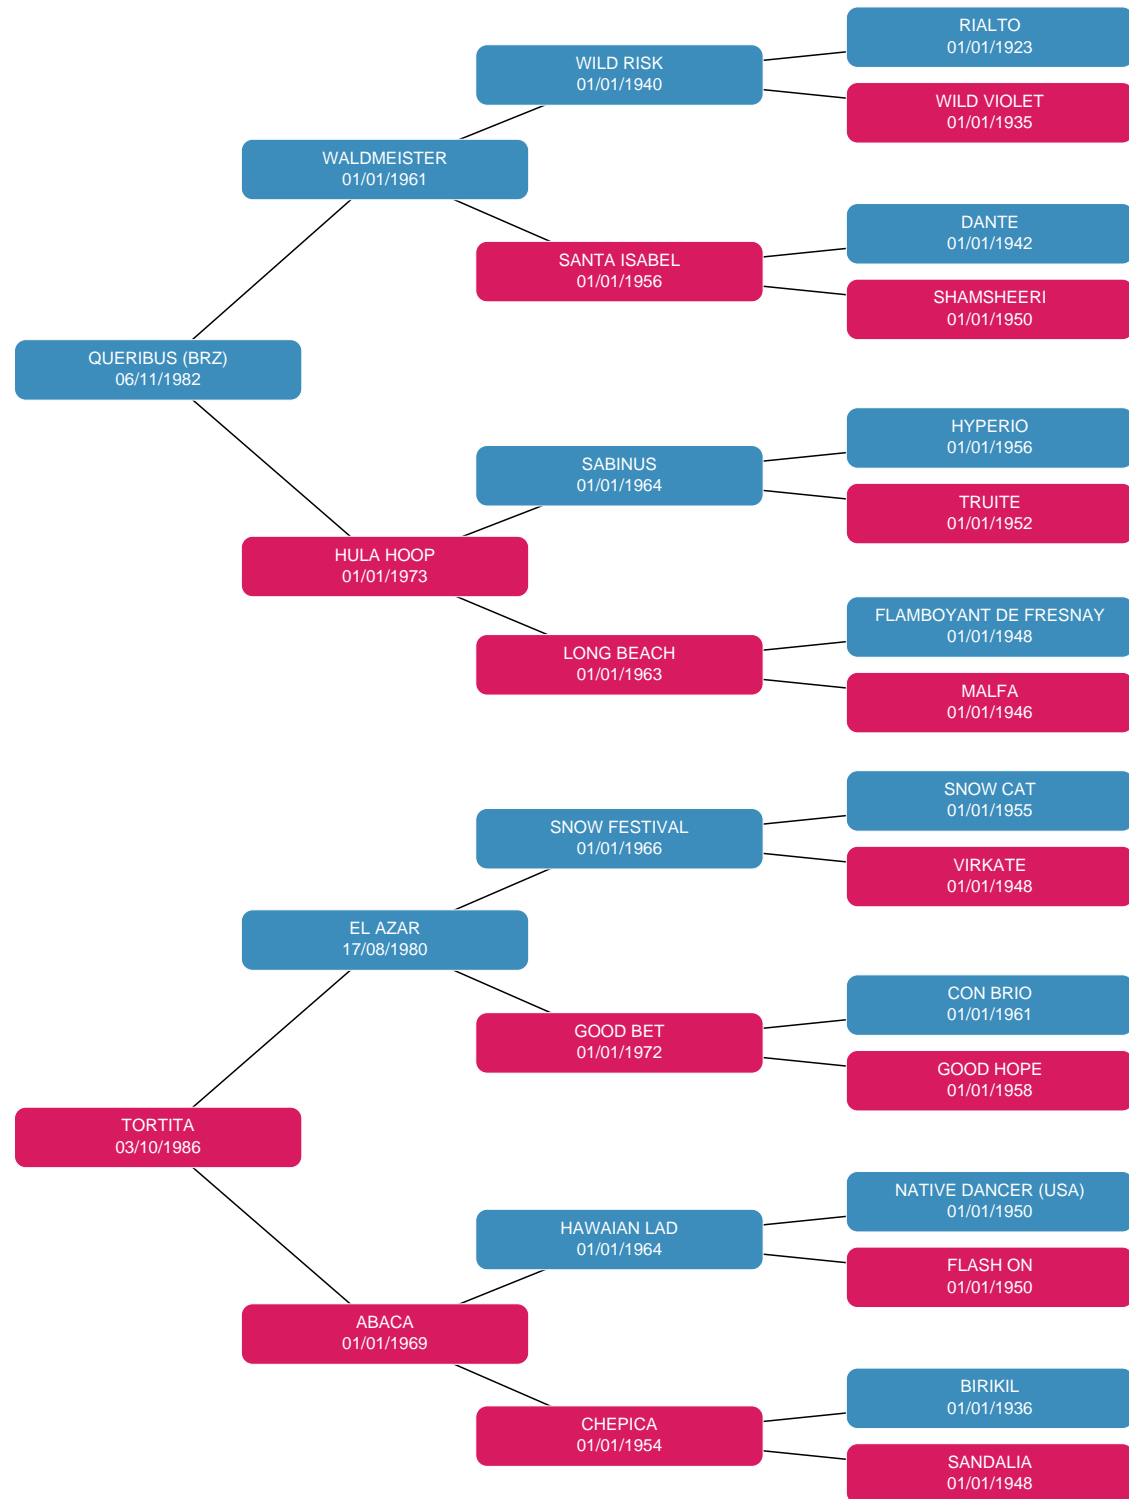 RIALTO
01/01/1923
WILD RISK
01/01/1940
WILD VIOLET
01/01/1935
WALDMEISTER
01/01/1961
DANTE
01/01/1942
SANTA ISABEL
01/01/1956
SHAMSHEERI
01/01/1950
QUERIBUS (BRZ)
06/11/1982
HYPERIO
01/01/1956
SABINUS
01/01/1964
TRUITE
01/01/1952
HULA HOOP
01/01/1973
FLAMBOYANT DE FRESNAY
01/01/1948
LONG BEACH
01/01/1963
MALFA
01/01/1946
SNOW CAT
01/01/1955
SNOW FESTIVAL
01/01/1966
VIRKATE
01/01/1948
EL AZAR
17/08/1980
CON BRIO
01/01/1961
GOOD BET
01/01/1972
GOOD HOPE
01/01/1958
TORTITA
03/10/1986
NATIVE DANCER (USA)
01/01/1950
HAWAIAN LAD
01/01/1964
FLASH ON
01/01/1950
ABACA
01/01/1969
BIRIKIL
01/01/1936
CHEPICA
01/01/1954
SANDALIA
01/01/1948